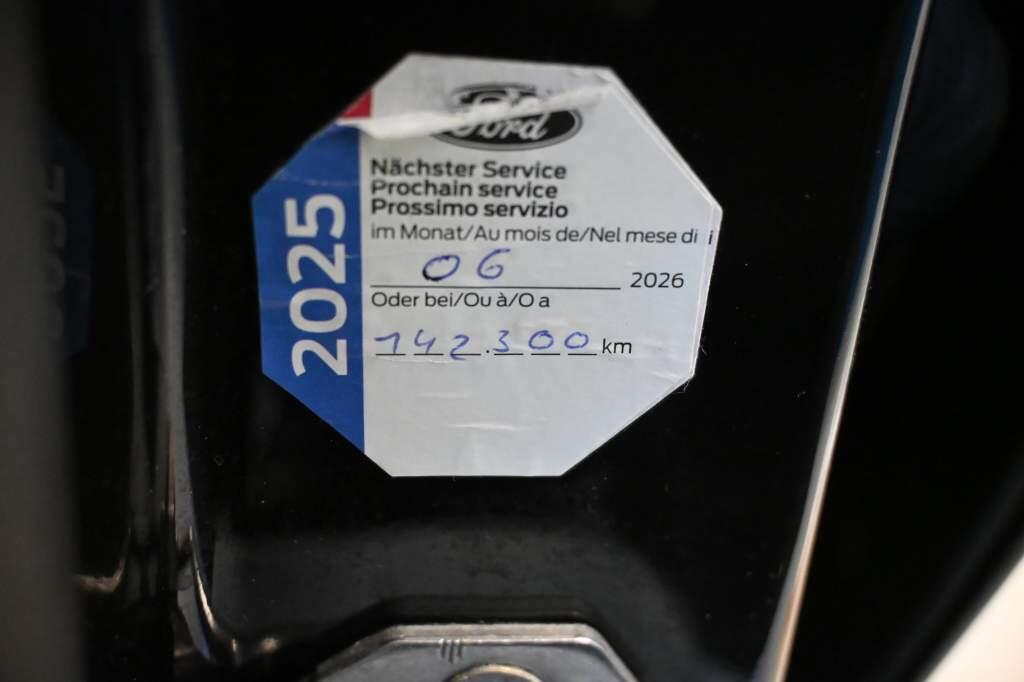 Ford
2025
Nächster Service
Prochain service
Prossimo servizio
im Monat/Au mois de/Nel mese di
06 2026
Oder bei/Ou à/O a
142.300 km